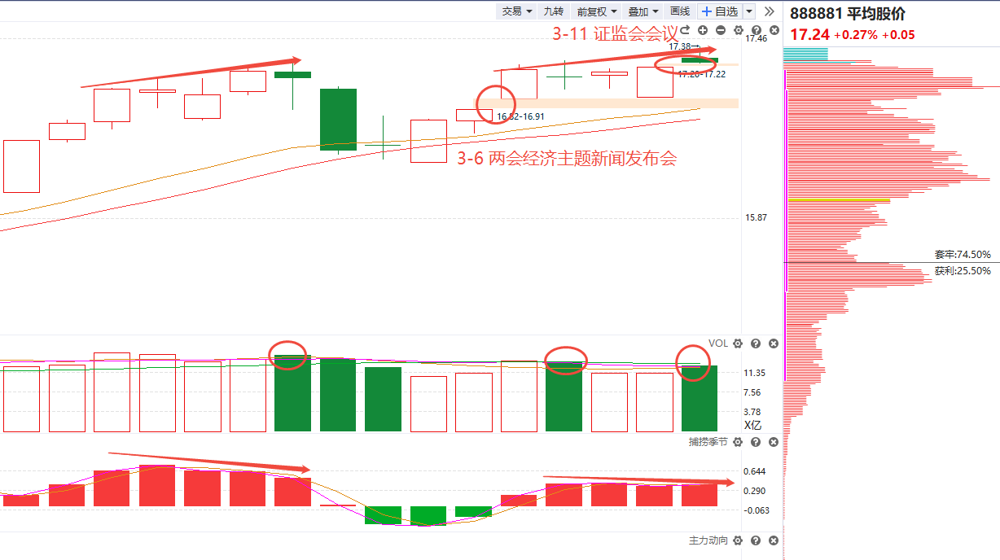 交易 九转 前复权 叠加 画线 自选
888881 平均股价
17.24 +0.27% +0.05
3-11 证监会会议
17.46
17.38
17.20-17.22
16.82-16.91
3-6 两会经济主题新闻发布会
15.87
套牢:74.50%
获利:25.50%
VOL
11.35
7.56
3.78
X亿
捕捞季节
0.644
0.290
-0.063
主力动向